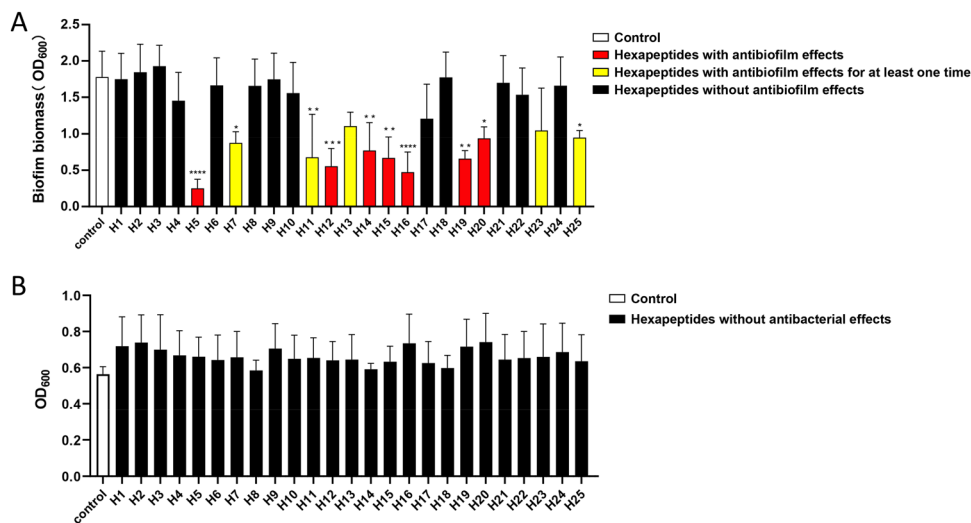 A
Biofim biomass（OD600）
2.5
2.0
1.5
1.0
0.5
0.0
****
*
**
***
**
**
****
**
*
*
control H1 H2 H3 H4 H5 H6 H7 H8 H9 H10 H11 H12 H13 H14 H15 H16 H17 H18 H19 H20 H21 H22 H23 H24 H25
Control
Hexapeptides with antibiofilm effects
Hexapeptides with antibiofilm effects for at least one time
Hexapeptides without antibiofilm effects
B
OD600
1.0
0.8
0.6
0.4
0.2
0.0
control H1 H2 H3 H4 H5 H6 H7 H8 H9 H10 H11 H12 H13 H14 H15 H16 H17 H18 H19 H20 H21 H22 H23 H24 H25
Control
Hexapeptides without antibacterial effects